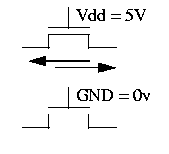 Vdd = 5V
GND = 0v